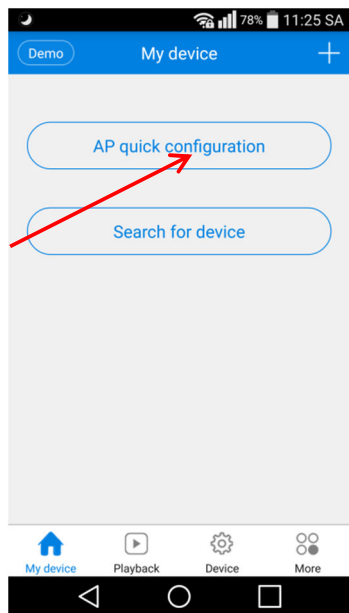 78% 11:25 SA
Demo My device
AP quick configuration
Search for device
My device Playback Device More